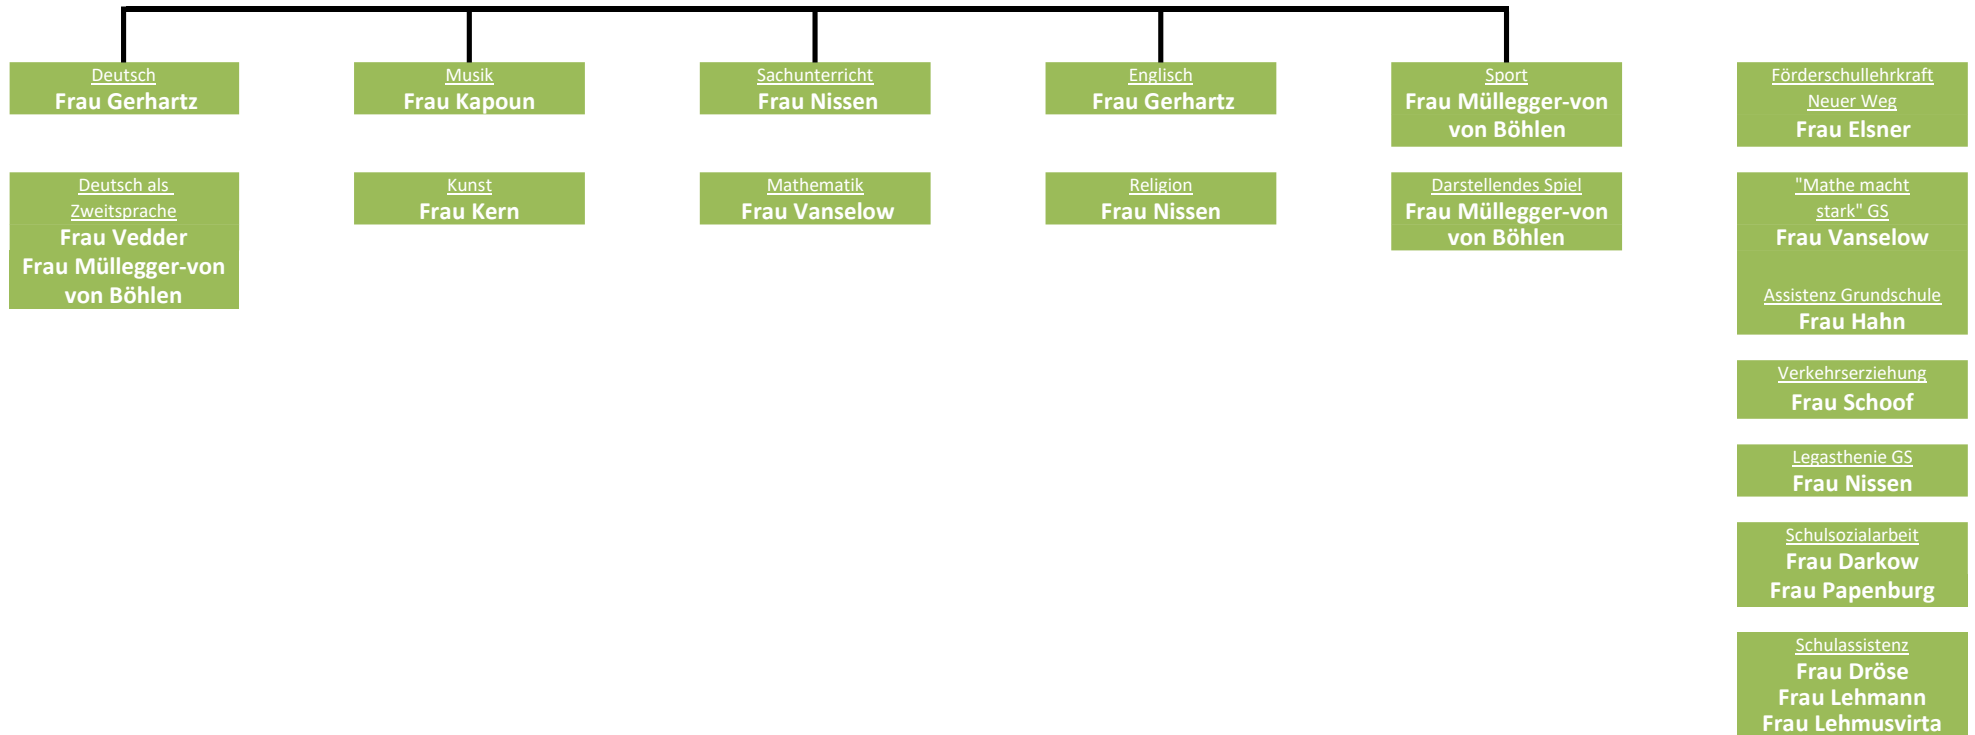 Deutsch
Frau Gerhartz
Musik
Frau Kapoun
Sachunterricht
Frau Nissen
Englisch
Frau Gerhartz
Sport
Frau Müllegger-von
von Böhlen
Förderschullehrkraft
Neuer Weg
Frau Elsner
Deutsch als
Zweitsprache
Frau Vedder
Frau Müllegger-von
von Böhlen
Kunst
Frau Kern
Mathematik
Frau Vanselow
Religion
Frau Nissen
Darstellendes Spiel
Frau Müllegger-von
von Böhlen
"Mathe macht
stark" GS
Frau Vanselow
Assistenz Grundschule
Frau Hahn
Verkehrserziehung
Frau Schoof
Legasthenie GS
Frau Nissen
Schulsozialarbeit
Frau Darkow
Frau Papenburg
Schulassistenz
Frau Dröse
Frau Lehmann
Frau Lehmusvirta